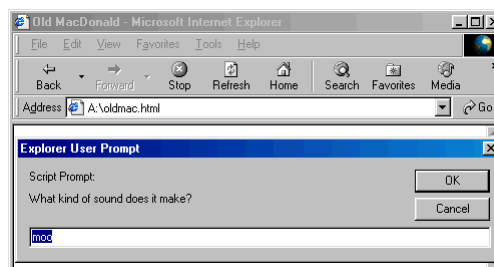 Old MacDonald - Microsoft Internet Explorer
File Edit View Favorites Tools Help
Back Forward Stop Refresh Home Search Favorites Media
Address A:\oldmac.html Go
Explorer User Prompt
Script Prompt: OK
What kind of sound does it make?
Cancel
moo